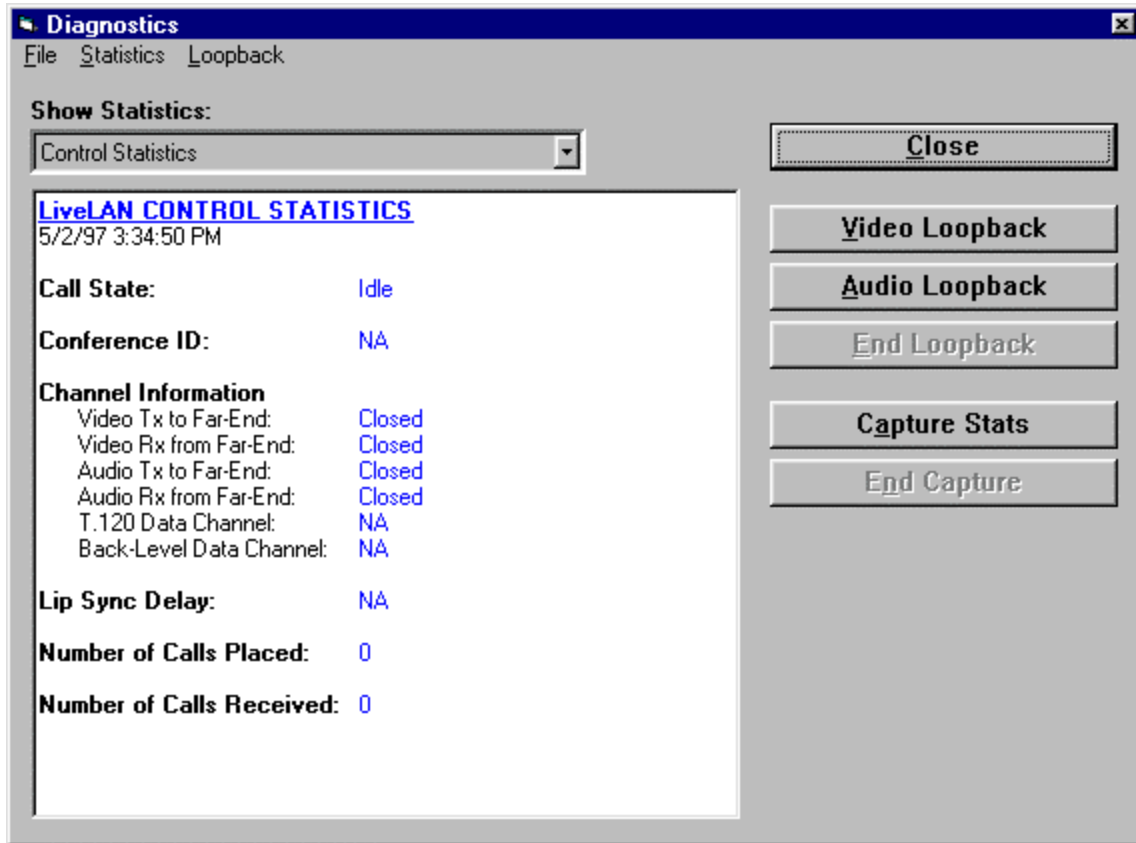 Diagnostics
File Statistics Loopback
Show Statistics:
Control Statistics
Close
LiveLAN CONTROL STATISTICS
5/2/97 3:34:50 PM
Video Loopback
Call State: Idle
Audio Loopback
Conference ID: NA
End Loopback
Channel Information
Video Tx to Far-End: Closed
Capture Stats
Video Rx from Far-End: Closed
Audio Tx to Far-End: Closed
End Capture
Audio Rx from Far-End: Closed
T.120 Data Channel: NA
Back-Level Data Channel: NA
Lip Sync Delay: NA
Number of Calls Placed: 0
Number of Calls Received: 0